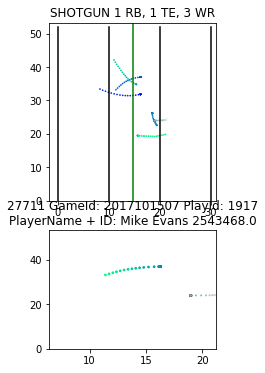 SHOTGUN 1 RB, 1 TE, 3 WR
50
40
30
20
10
0
0 10 20 30
27711 GameId: 2017101507 PlayId: 1917
PlayerName + ID: Mike Evans 2543468.0
40
20
0
10 15 20